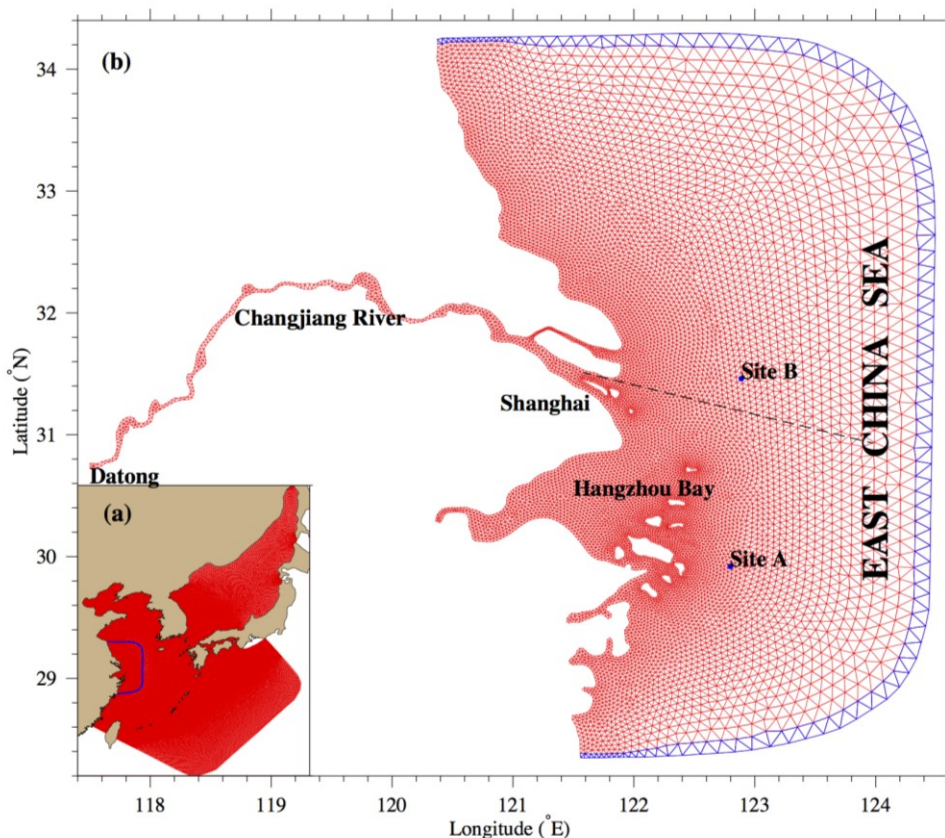 (b)
34
33
32
31
30
29
Latitude (°N)
Changjiang River
Shanghai
Datong
Hangzhou Bay
Site B
Site A
EAST CHINA SEA
(a)
118
119
120
121
122
123
124
Longitude (°E)